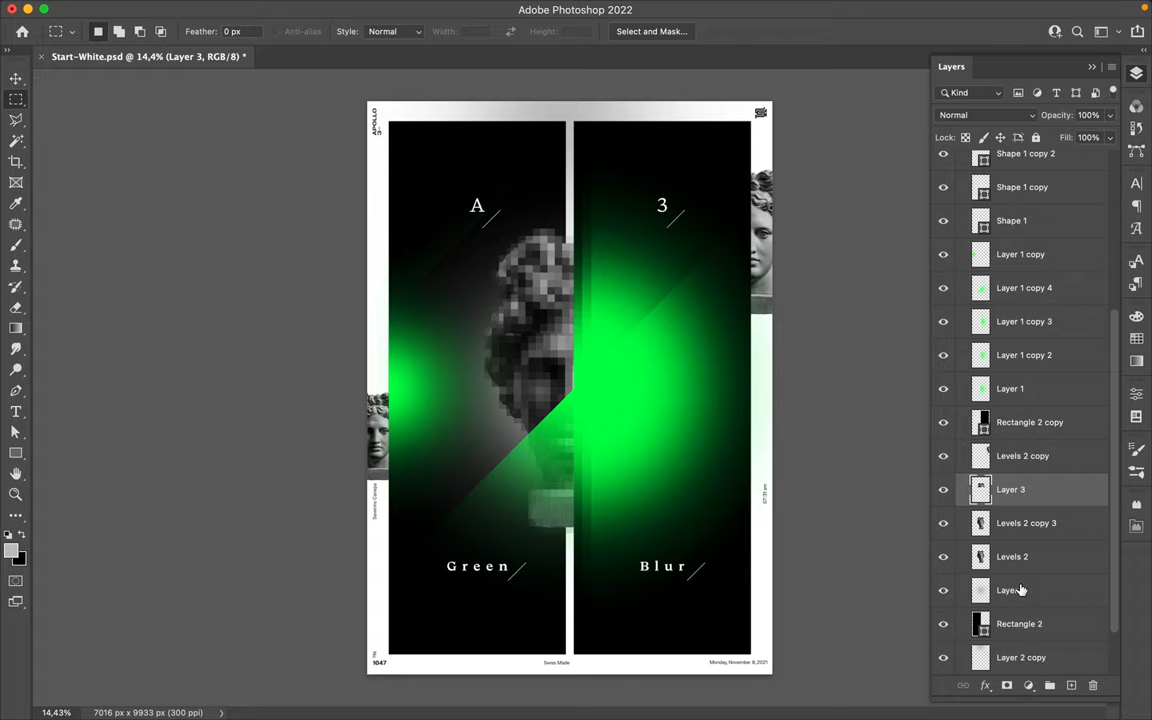 Adobe Photoshop 2022
Feather: 0 px
Anti-alias
Style: Normal
Width:
Height:
Select and Mask...
Start-White.psd @ 14,4% (Layer 3, RGB/8) *
Layers
Kind
Normal
Opacity: 100%
Lock:
Fill: 100%
Shape 1 copy 2
Shape 1 copy
Shape 1
Layer 1 copy
Layer 1 copy 4
Layer 1 copy 3
Layer 1 copy 2
Layer 1
Rectangle 2 copy
Levels 2 copy
Layer 3
Levels 2 copy 3
Levels 2
Rectangle 2
Layer 2 copy
APOLLO
A
3
Severino Canepa
07:31 am
Green
Blur
1047
Swiss Made
Monday, November 8, 2021
14,43%
7016 px x 9933 px (300 ppi)